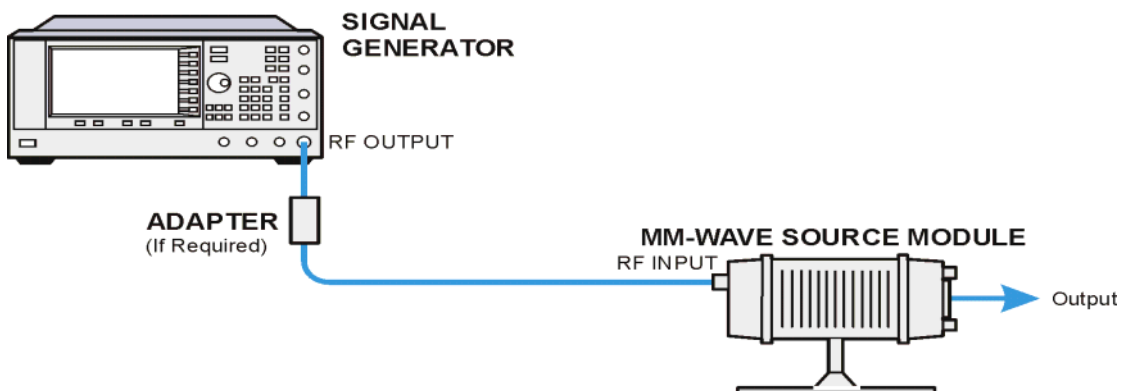 SIGNAL
GENERATOR
RF OUTPUT
ADAPTER
(If Required)
MM-WAVE SOURCE MODULE
RF INPUT
Output